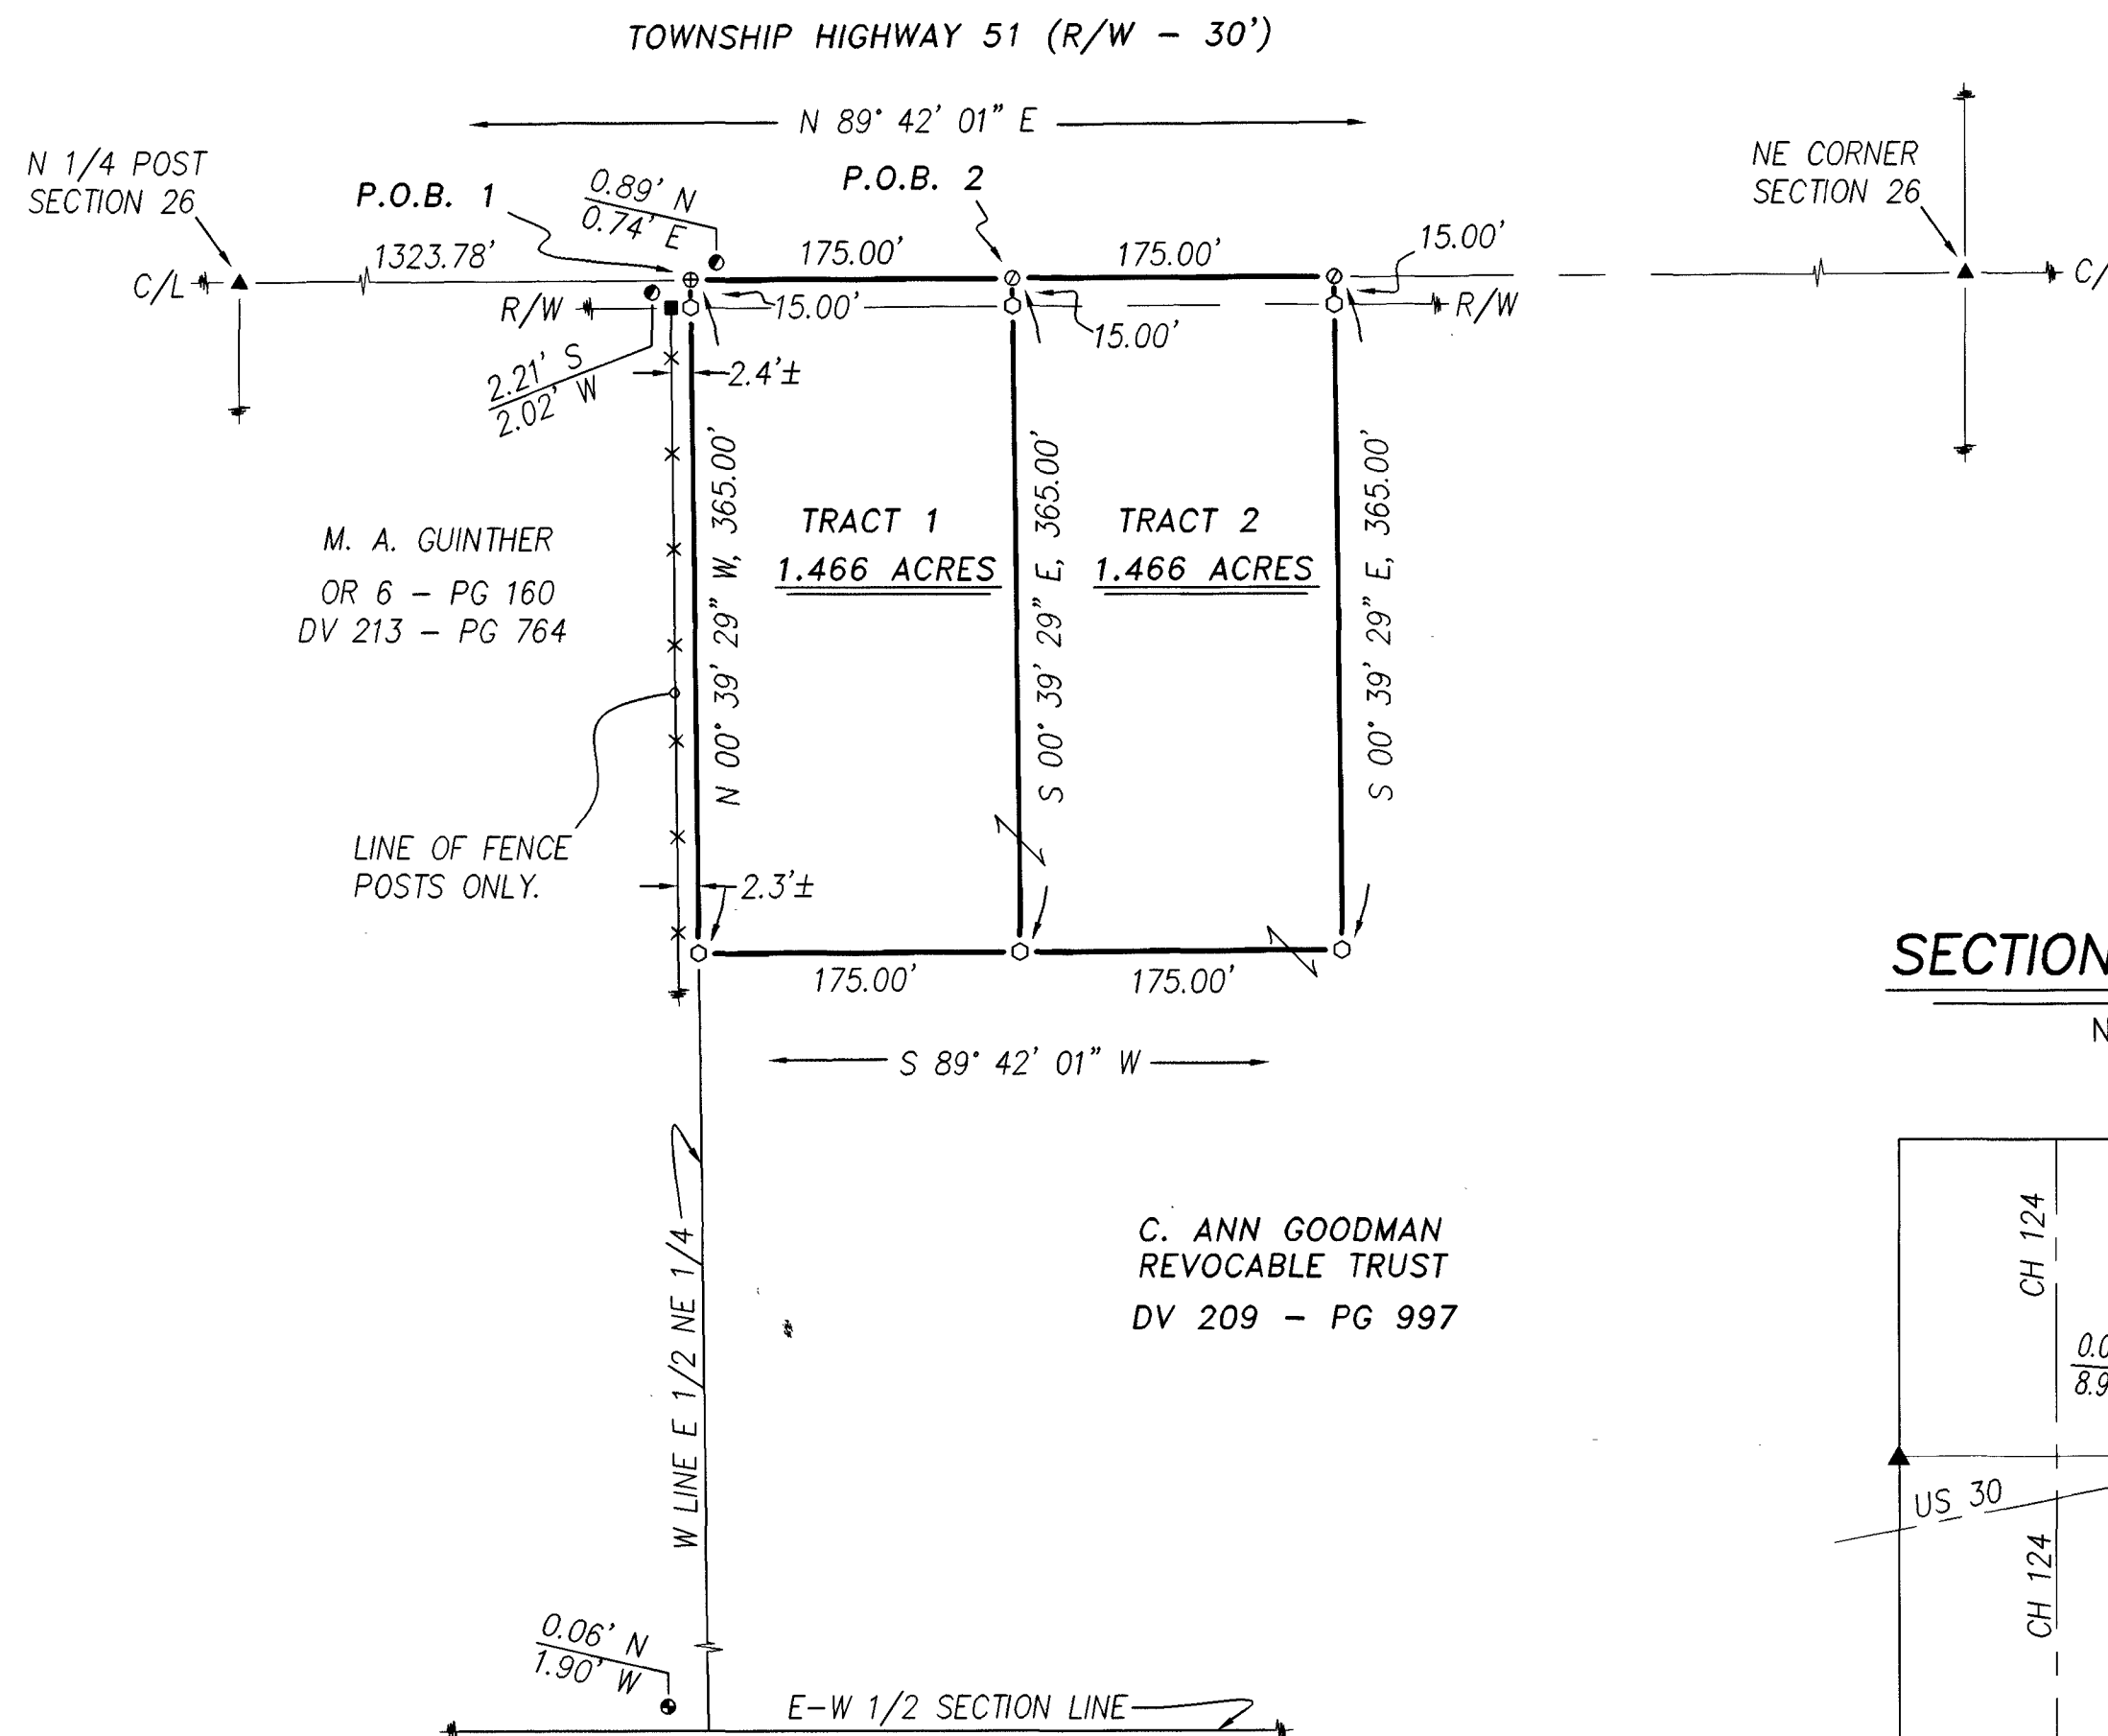 TOWNSHIP HIGHWAY 51 (R/W - 30')
N 89° 42' 01" E
N 1/4 POST
SECTION 26
P.O.B. 1
0.89' N
0.74' E
P.O.B. 2
NE CORNER
SECTION 26
1323.78'
175.00'
175.00'
15.00'
C/L
C/
R/W
15.00'
15.00'
R/W
2.21' S
2.02' W
2.4'±
N 00° 39' 29" W, 365.00'
S 00° 39' 29" E, 365.00'
S 00° 39' 29" E, 365.00'
TRACT 1
1.466 ACRES
TRACT 2
1.466 ACRES
M. A. GUINTHER
OR 6 - PG 160
DV 213 - PG 764
LINE OF FENCE
POSTS ONLY.
2.3'±
175.00'
175.00'
SECTION
N
S 89° 42' 01" W
W LINE E 1/2 NE 1/4
C. ANN GOODMAN
REVOCABLE TRUST
DV 209 - PG 997
CH 124
0.0
8.9
US 30
CH 124
0.06' N
1.90' W
E-W 1/2 SECTION LINE